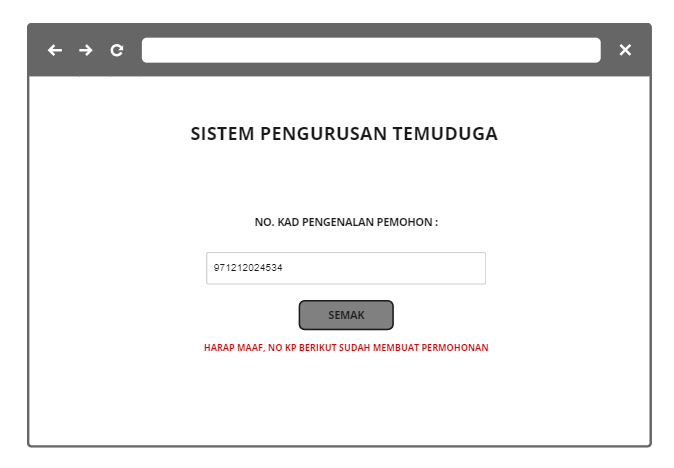 SISTEM PENGURUSAN TEMUDUGA
NO. KAD PENGENALAN PEMOHON :
971212024534
SEMAK
HARAP MAAF, NO KP BERIKUT SUDAH MEMBUAT PERMOHONAN